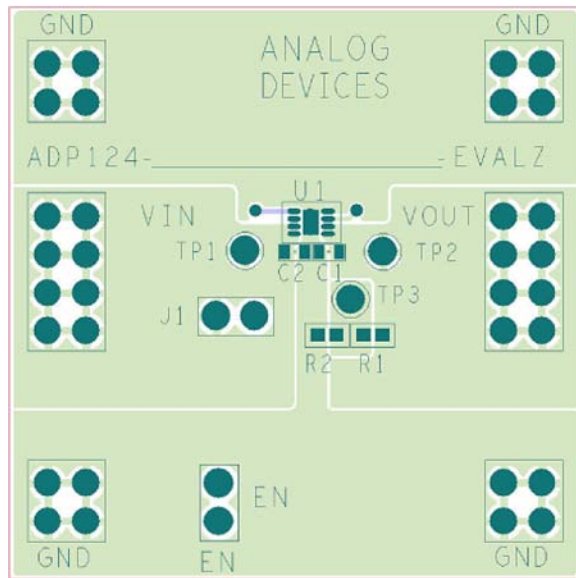 GND
GND
ANALOG
DEVICES
ADP124-____________________-EVALZ
U1
VIN
VOUT
TP1
TP2
C2 C1
TP3
J1
R2 R1
EN
GND
EN
GND